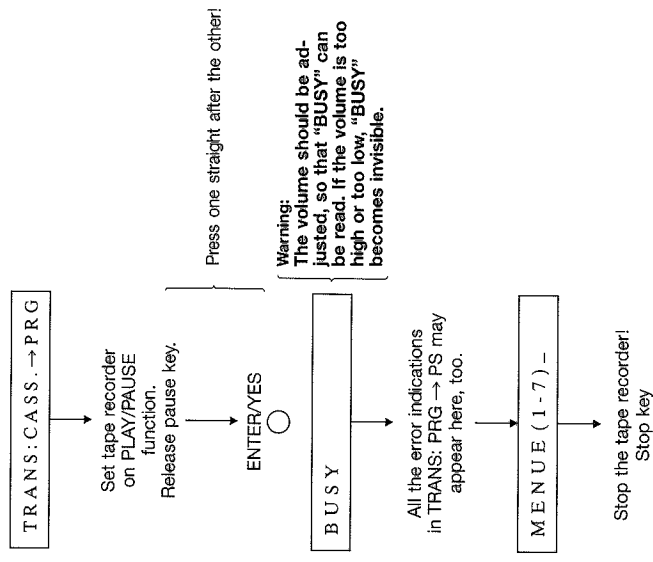 TRANS:CASS.→PRG
Set tape recorder
on PLAY/PAUSE
function.
Release pause key.
Press one straight after the other!
ENTER/YES
BUSY
Warning:
The volume should be ad-
justed, so that “BUSY” can
be read. If the volume is too
high or too low, “BUSY”
becomes invisible.
All the error indications
in TRANS: PRG → PS may
appear here, too.
MENUE (1-7)_
Stop the tape recorder!
Stop key